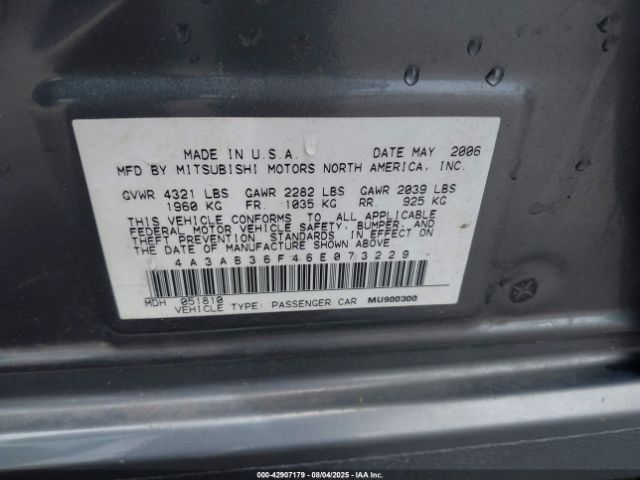 MADE IN U.S.A. DATE MAY 2006
MFD BY MITSUBISHI MOTORS NORTH AMERICA, INC.
GVWR 4321 LBS GAWR 2282 LBS GAWR 2039 LBS
1960 KG FR. 1035 KG RR. 925 KG
THIS VEHICLE CONFORMS TO ALL APPLICABLE
FEDERAL MOTOR VEHICLE SAFETY, BUMPER, AND
THEFT PREVENTION STANDARDS IN EFFECT ON
THE DATE OF MANUFACTURE SHOWN ABOVE.
4A3AB36F46E073229
MDH 051810
VEHICLE TYPE: PASSENGER CAR MU900300
000-42907179 - 08/04/2025 - IAAI.COM